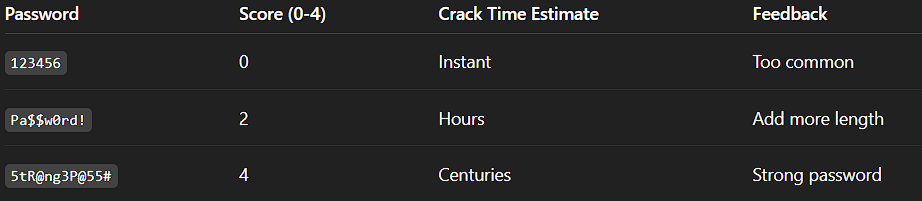 Password Score (0-4) Crack Time Estimate Feedback
123456 0 Instant Too common
Pa$$w0rd! 2 Hours Add more length
5tR@ng3P@55# 4 Centuries Strong password